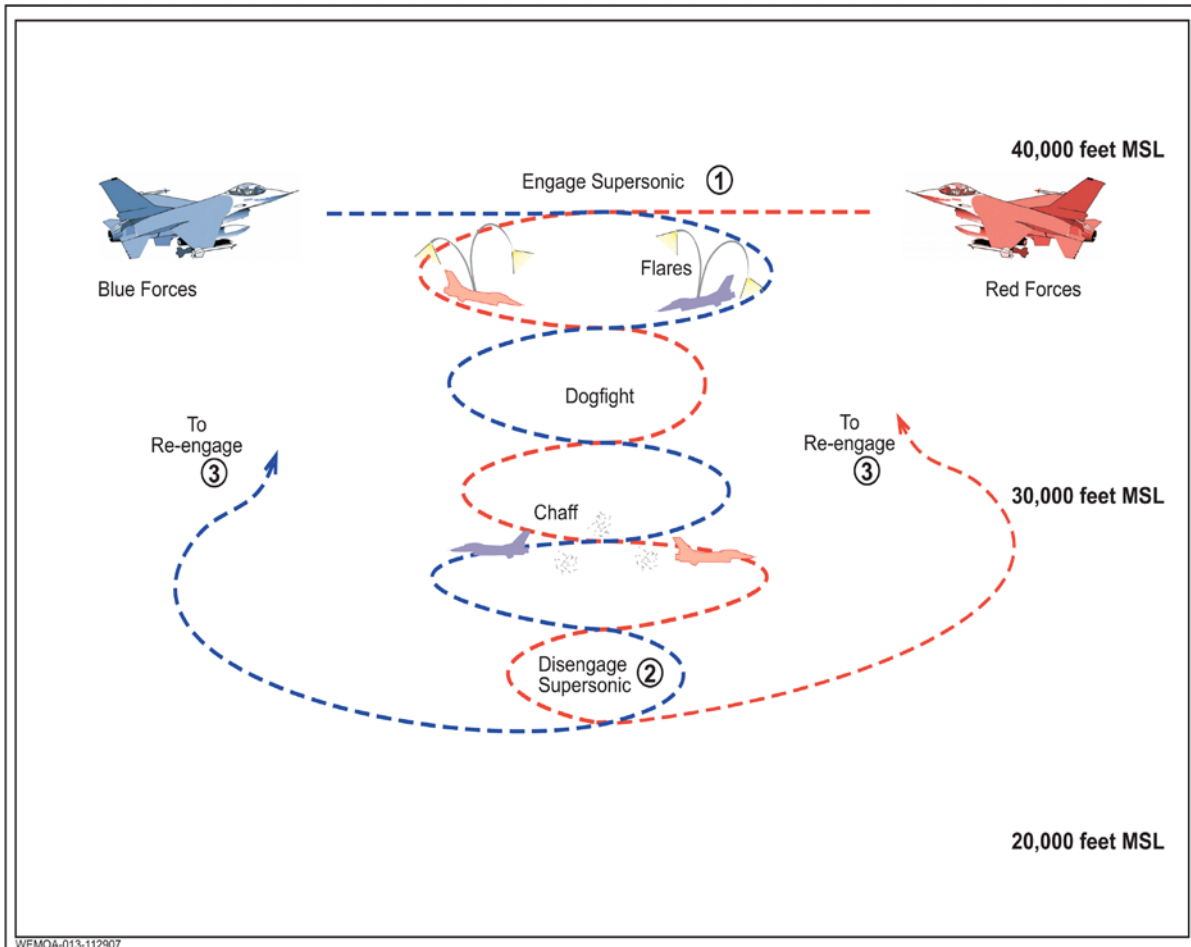 40,000 feet MSL
Engage Supersonic 1
Flares
Blue Forces
Red Forces
Dogfight
To
Re-engage
3
To
Re-engage
3
30,000 feet MSL
Chaff
Disengage
Supersonic 2
20,000 feet MSL
WEMOA-013-112907